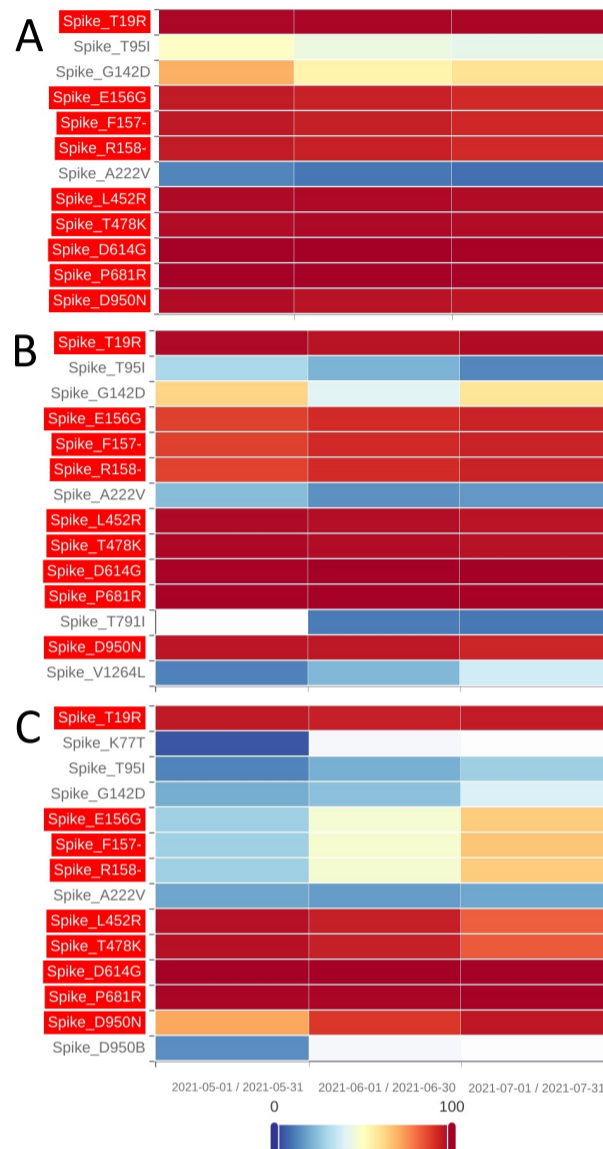 A
Spike_T19R
Spike_T95I
Spike_G142D
Spike_E156G
Spike_F157-
Spike_R158-
Spike_A222V
Spike_L452R
Spike_T478K
Spike_D614G
Spike_P681R
Spike_D950N
B
Spike_T19R
Spike_T95I
Spike_G142D
Spike_E156G
Spike_F157-
Spike_R158-
Spike_A222V
Spike_L452R
Spike_T478K
Spike_D614G
Spike_P681R
Spike_T791I
Spike_D950N
Spike_V1264L
C
Spike_T19R
Spike_K77T
Spike_T95I
Spike_G142D
Spike_E156G
Spike_F157-
Spike_R158-
Spike_A222V
Spike_L452R
Spike_T478K
Spike_D614G
Spike_P681R
Spike_D950N
Spike_D950B
2021-05-01 / 2021-05-31 2021-06-01 / 2021-06-30 2021-07-01 / 2021-07-31
0 100